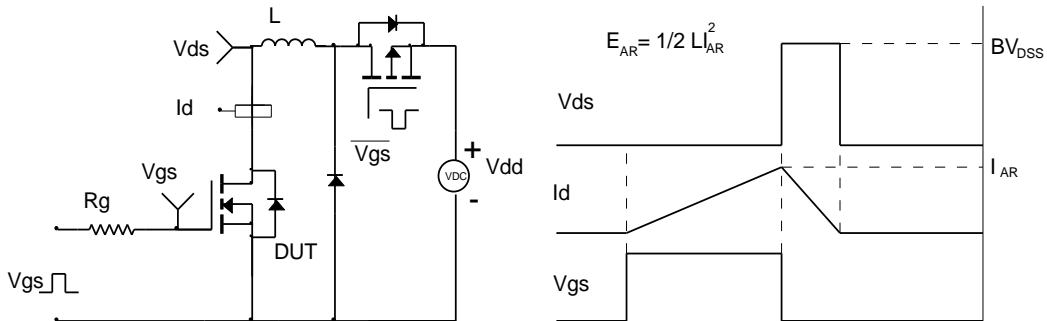 L
Vds
Id
Vgs
Vgs
+
VDC
Vdd
-
Vgs
Rg
DUT
Vgs
E_AR = 1/2 LI_AR^2
BV_DSS
Vds
I_AR
Id
Vgs